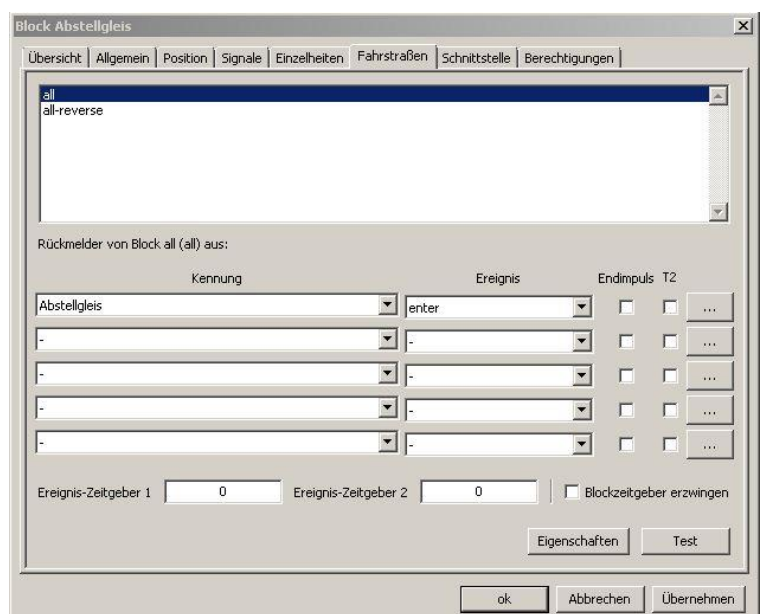 Block Abstellgleis
Übersicht Allgemein Position Signale Einzelheiten Fahrstraßen Schnittstelle Berechtigungen
all
all-reverse
Rückmelder von Block all (all) aus:
Kennung Ereignis Endimpuls T2
Abstellgleis enter ...
- - ...
- - ...
- - ...
- - ...
Ereignis-Zeitgeber 1 0 Ereignis-Zeitgeber 2 0 Blockzeitgeber erzwingen
Eigenschaften Test
ok Abbrechen Übernehmen